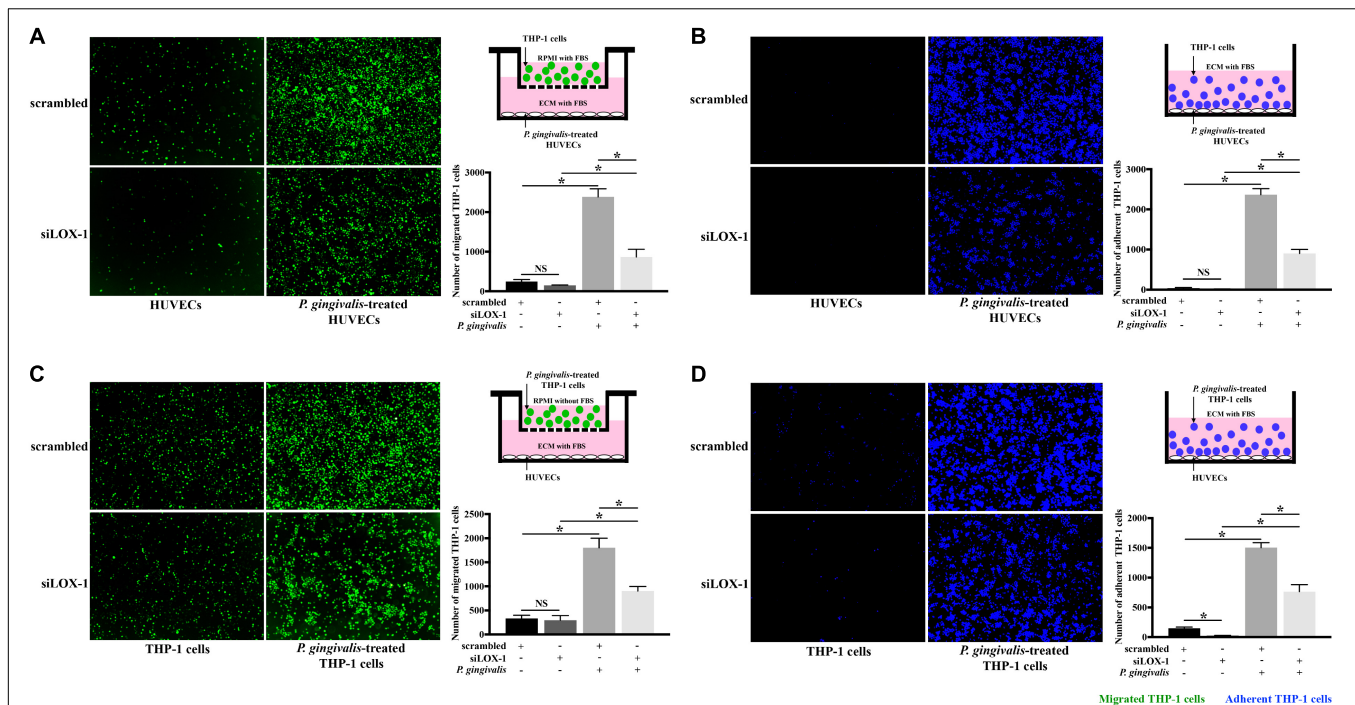 A
THP-1 cells
RPMI with FBS
scrambled
ECM with FBS
P. gingivalis-treated
HUVECs
siLOX-1
HUVECs
P. gingivalis-treated
HUVECs
Number of migrated THP-1 cells
3000
2000
1000
0
NS
*
*
*
scrambled + - + -
siLOX-1 - + - +
P. gingivalis - - + +
B
THP-1 cells
ECM with FBS
scrambled
P. gingivalis-treated
HUVECs
siLOX-1
HUVECs
P. gingivalis-treated
HUVECs
Number of adherent THP-1 cells
3000
2000
1000
0
NS
*
*
*
scrambled + - + -
siLOX-1 - + - +
P. gingivalis - - + +
C
P. gingivalis-treated
THP-1 cells
RPMI without FBS
scrambled
ECM with FBS
HUVECs
siLOX-1
THP-1 cells
P. gingivalis-treated
THP-1 cells
Number of migrated THP-1 cells
2500
2000
1500
1000
500
0
NS
*
*
*
scrambled + - + -
siLOX-1 - + - +
P. gingivalis - - + +
D
P. gingivalis-treated
THP-1 cells
ECM with FBS
scrambled
HUVECs
siLOX-1
THP-1 cells
P. gingivalis-treated
THP-1 cells
Number of adherent THP-1 cells
2000
1500
1000
500
0
*
*
*
*
scrambled + - + -
siLOX-1 - + - +
P. gingivalis - - + +
Migrated THP-1 cells Adherent THP-1 cells